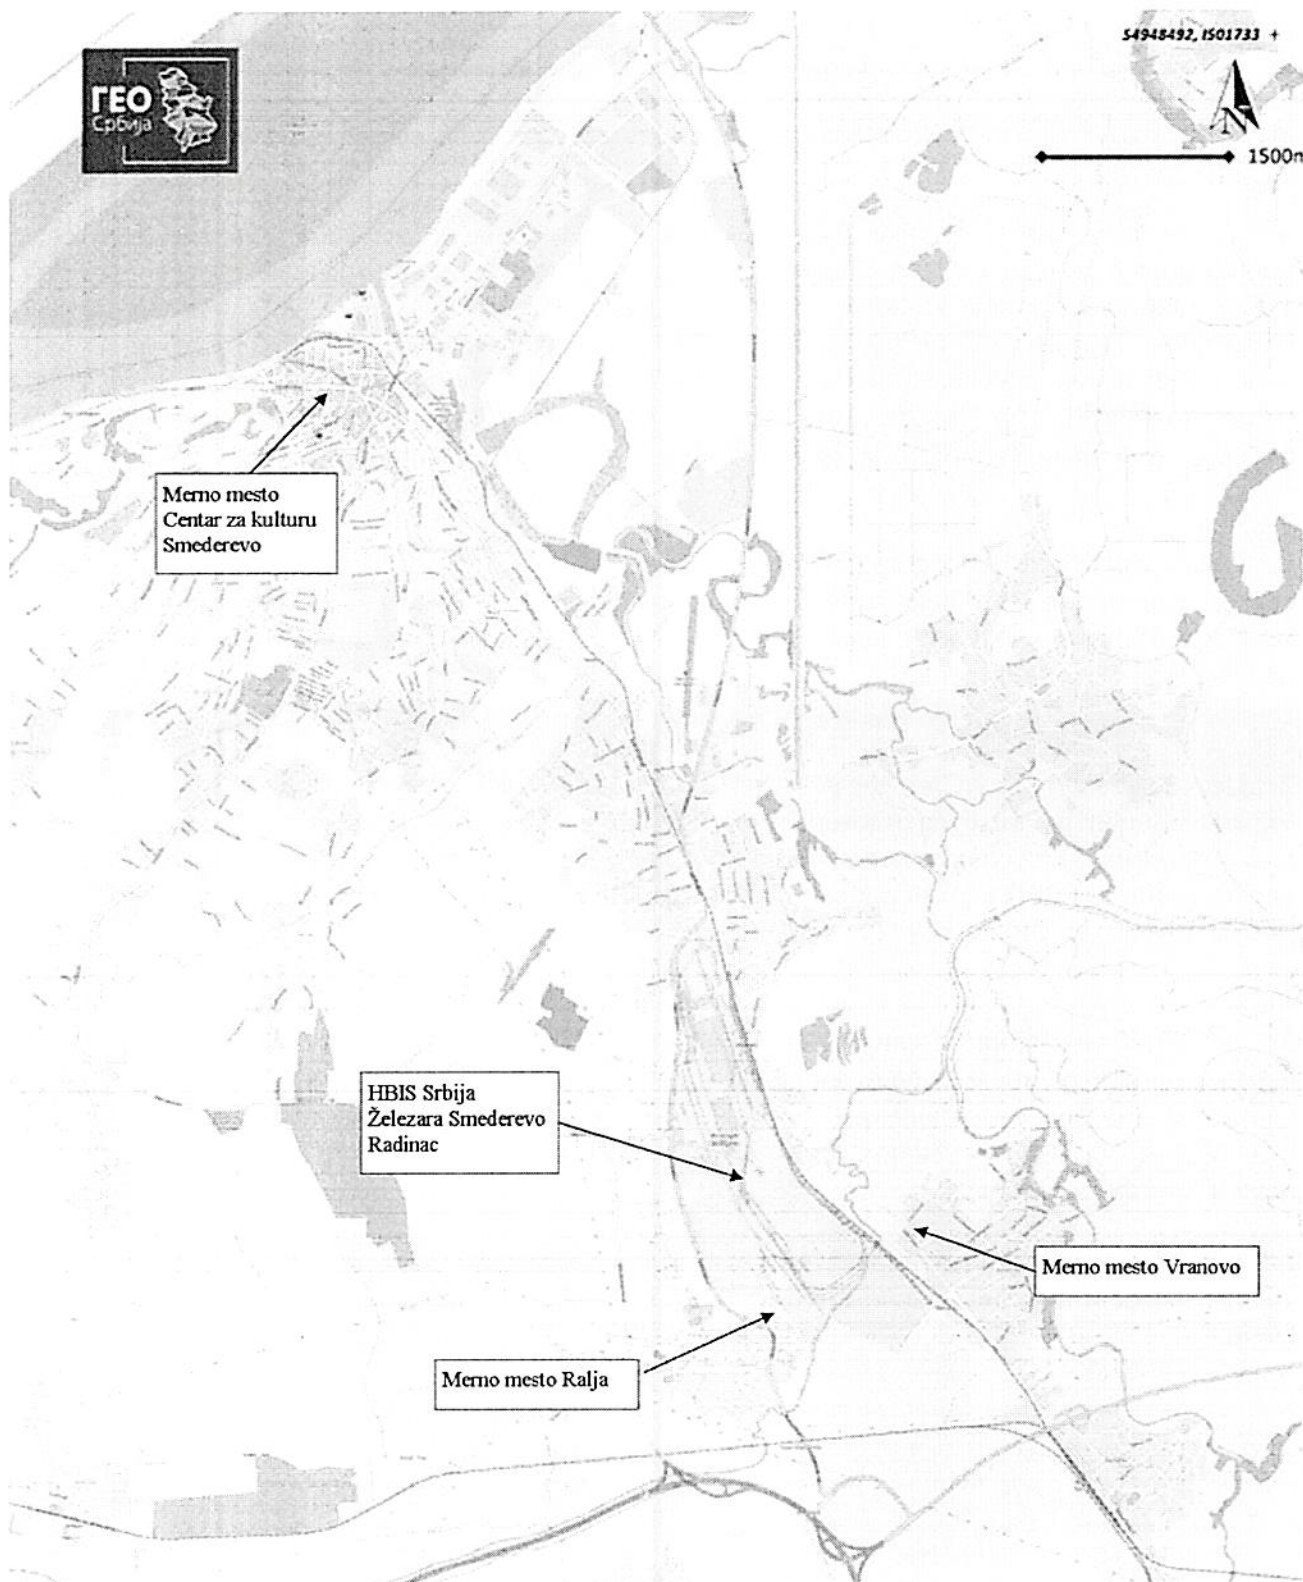 ГЕО
Србија
S4948492, I501733 +
N
1500m
Merno mesto
Centar za kulturu
Smederevo
HBIS Srbija
Železara Smederevo
Radinac
Merno mesto Vranovo
Merno mesto Ralja